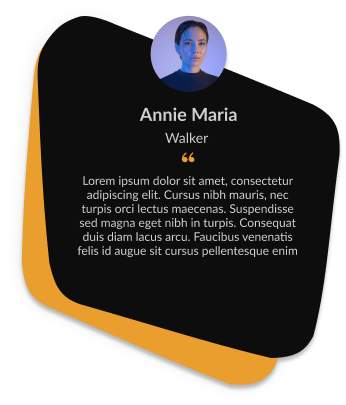 Annie Maria
Walker
“
Lorem ipsum dolor sit amet, consectetur
adipiscing elit. Cursus nibh mauris, nec
turpis orci lectus maecenas. Suspendisse
sed magna eget nibh in turpis. Consequat
duis diam lacus arcu. Faucibus venenatis
felis id augue sit cursus pellentesque enim